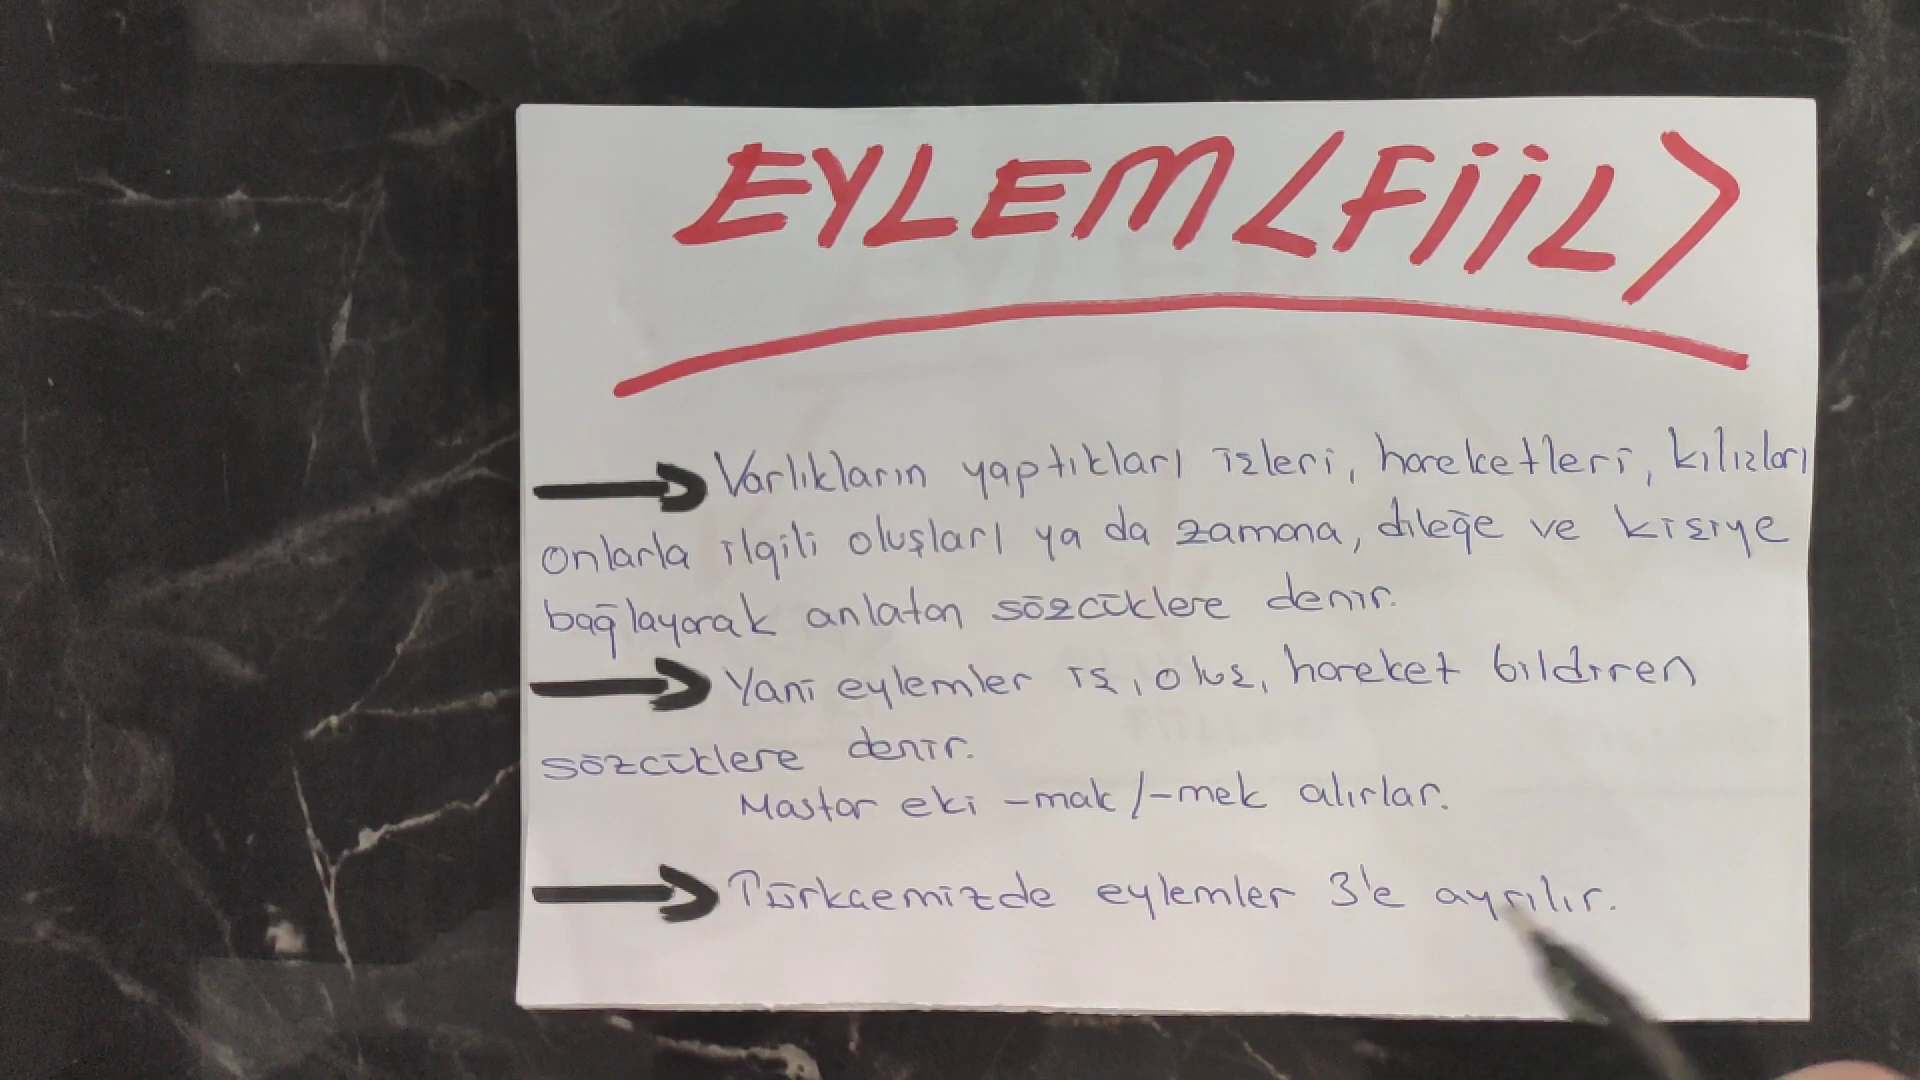 EYLEM <FİİL>
Varlıkların yaptıkları işleri, hareketleri, kılışları
onlarla ilgili oluşları ya da zamana, dileğe ve kişiye
bağlayarak anlatan sözcüklere denir.
Yani eylemler iş, oluş, hareket bildiren
sözcüklere denir.
Mastar eki -mak/-mek alırlar.
Türkçemizde eylemler 3'e ayrılır.